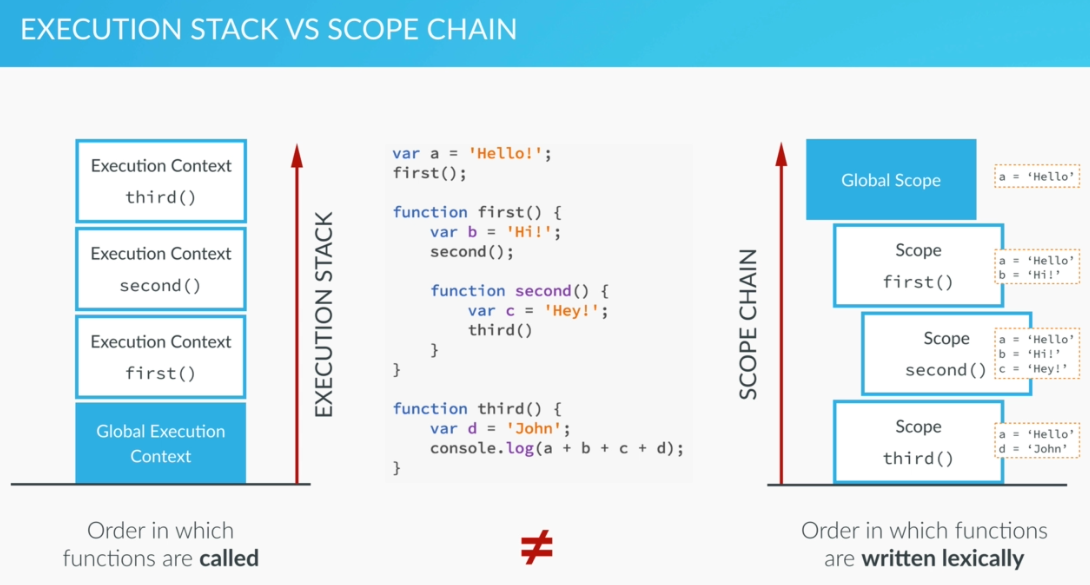 EXECUTION STACK VS SCOPE CHAIN
Execution Context
third()
Execution Context
second()
Execution Context
first()
Global Execution
Context
EXECUTION STACK
Order in which
functions are called
var a = 'Hello!';
first();
function first() {
var b = 'Hi!';
second();
function second() {
var c = 'Hey!';
third()
}
}
function third() {
var d = 'John';
console.log(a + b + c + d);
}
≠
SCOPE CHAIN
Global Scope
a = ‘Hello’
Scope
first()
a = ‘Hello’
b = ‘Hi!’
Scope
second()
a = ‘Hello’
b = ‘Hi!’
c = ‘Hey!’
Scope
third()
a = ‘Hello’
d = ‘John’
Order in which functions
are written lexically